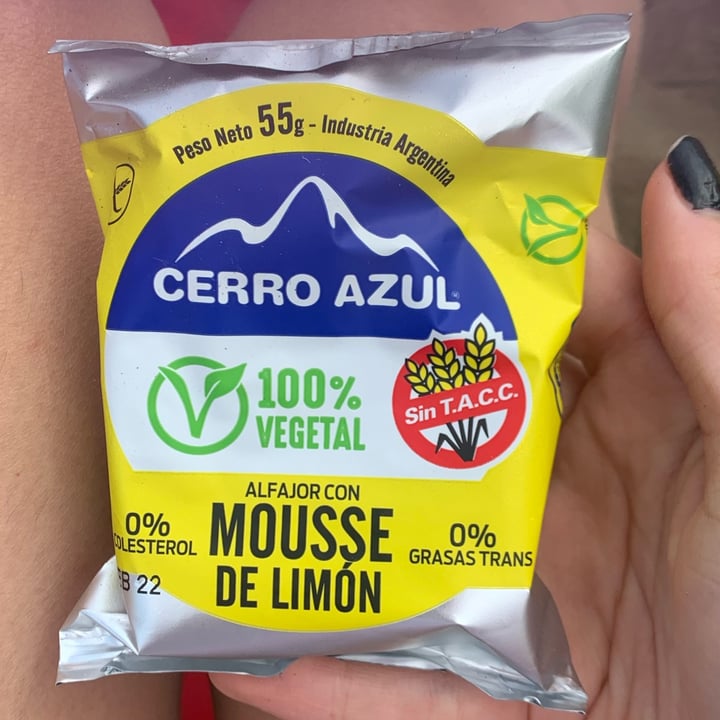 Peso Neto 55g - Industria Argentina
CERRO AZUL
100%
VEGETAL
Sin T.A.C.C.
ALFAJOR CON
MOUSSE
DE LIMÓN
0%
COLESTEROL
0%
GRASAS TRANS
22